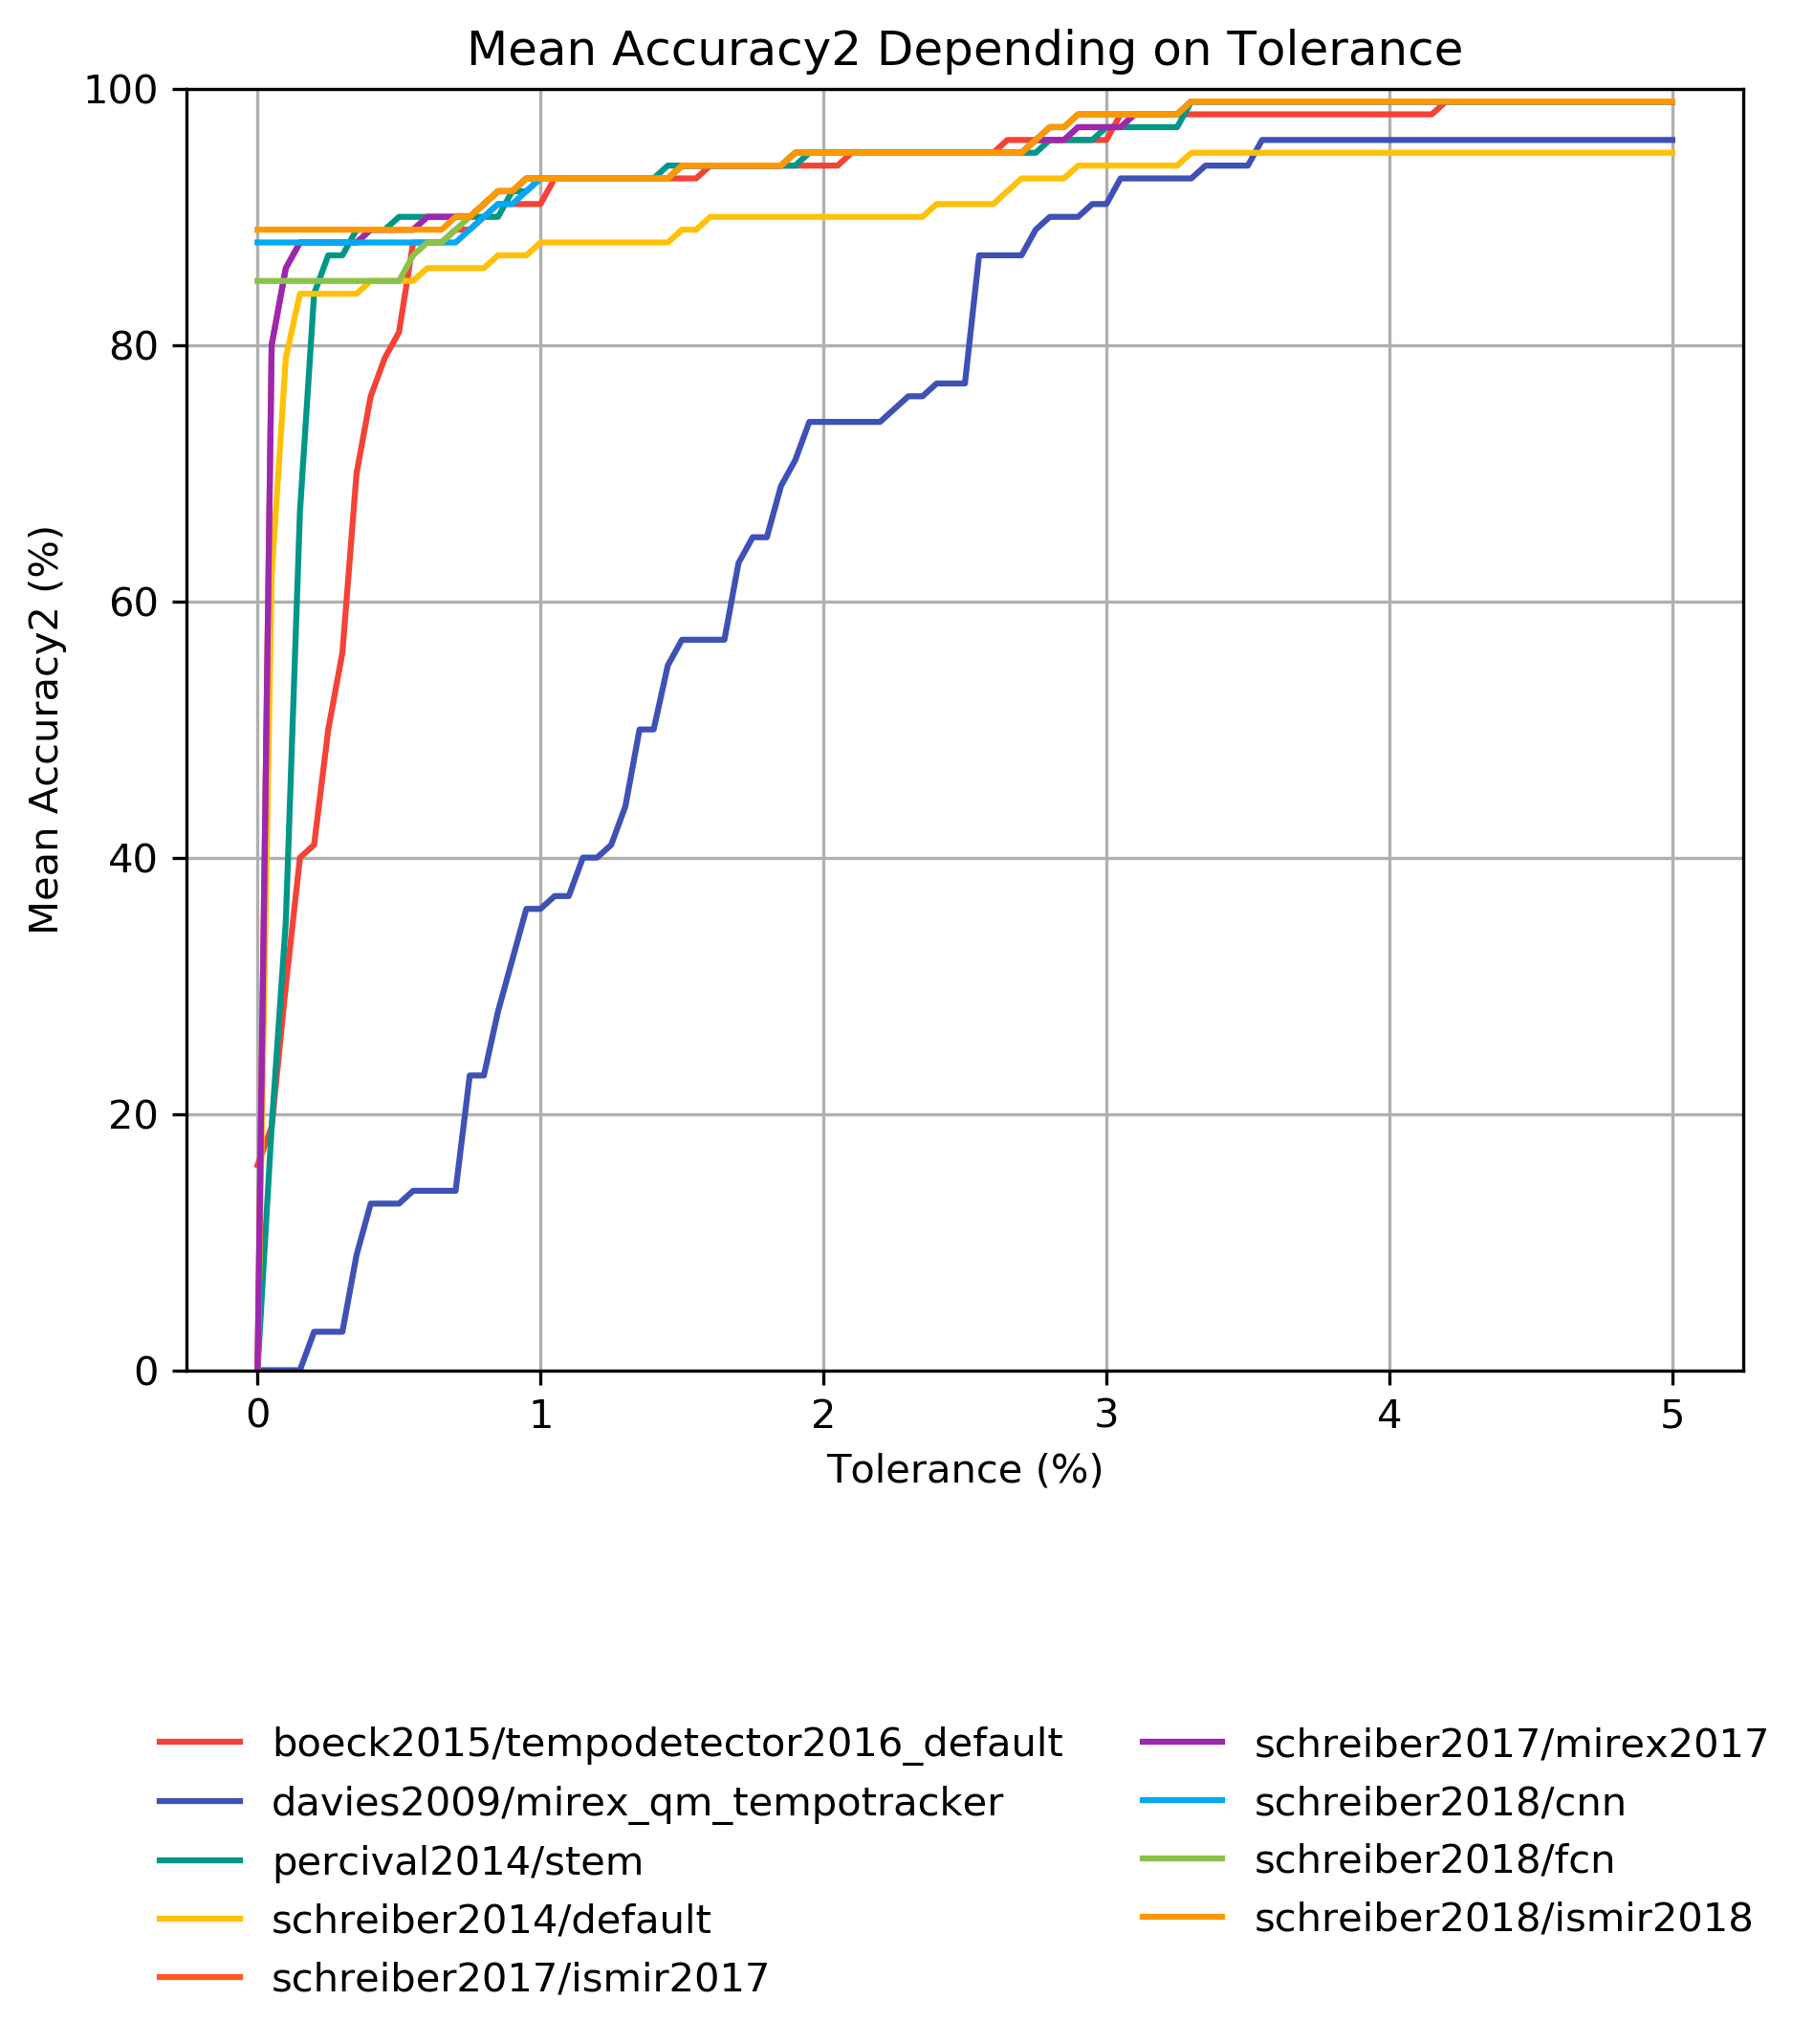 Mean Accuracy2 Depending on Tolerance
100
80
60
40
20
0
Mean Accuracy2 (%)
0 1 2 3 4 5
Tolerance (%)
boeck2015/tempodetector2016_default
davies2009/mirex_qm_tempotracker
percival2014/stem
schreiber2014/default
schreiber2017/ismir2017
schreiber2017/mirex2017
schreiber2018/cnn
schreiber2018/fcn
schreiber2018/ismir2018